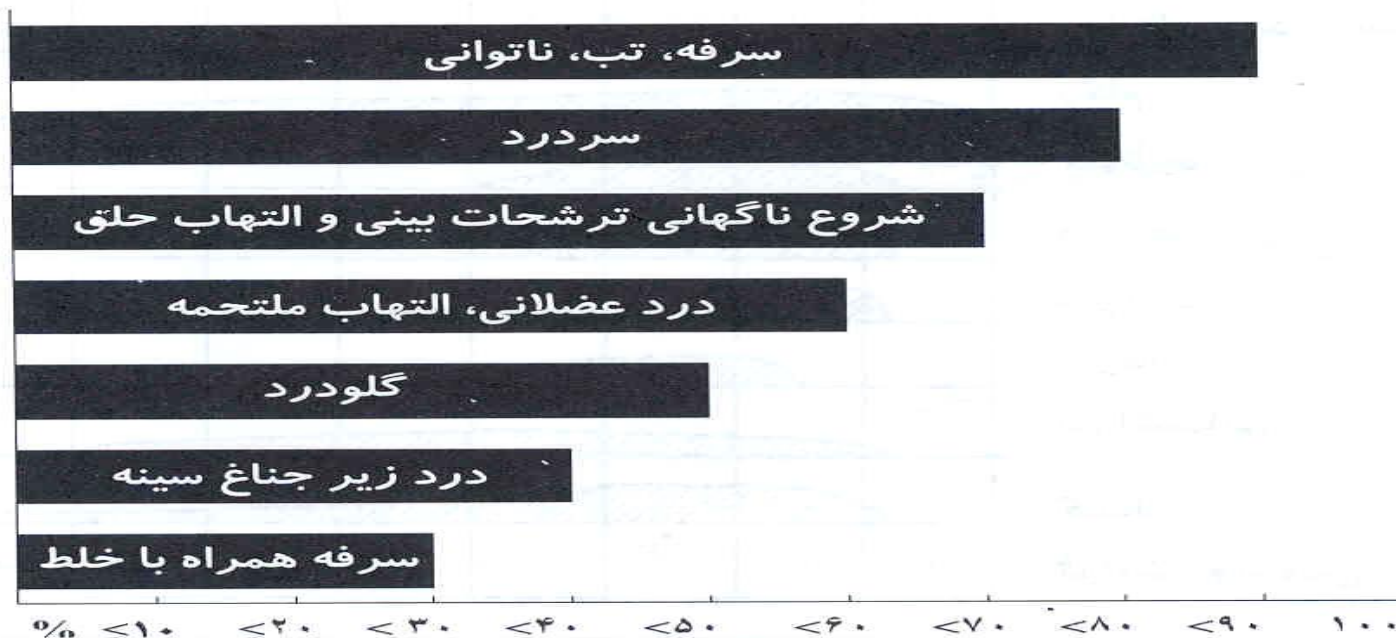 سرفه، تب، ناتوانی
سردرد
شروع ناگهانی ترشحات بینی و التهاب حلق
درد عضلانی، التهاب ملتحمه
گلودرد
درد زیر جناغ سینه
سرفه همراه با خلط
% <۱۰ <۲۰ <۳۰ <۴۰ <۵۰ <۶۰ <۷۰ <۸۰ <۹۰ ۱۰۰